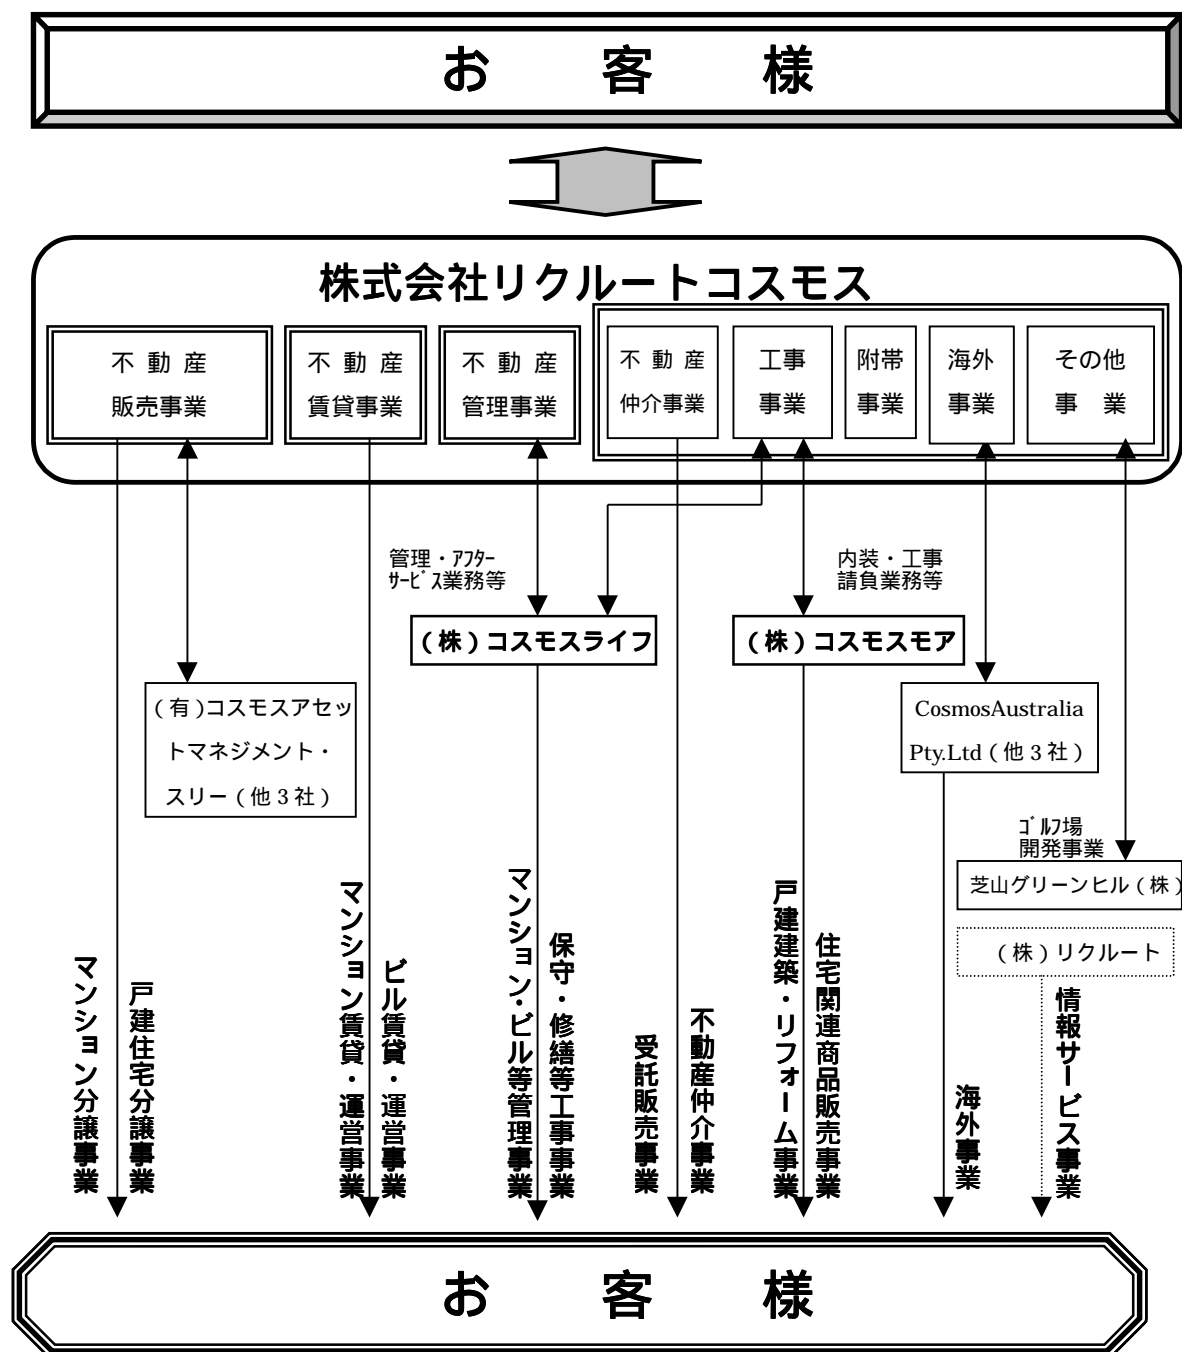 お 客 様
株式会社リクルートコスモス
不 動 産
販売事業
不 動 産
賃貸事業
不 動 産
管理事業
不 動 産
仲介事業
工事
事業
附帯
事業
海外
事業
その他
事 業
管理・ｱﾌﾀｰ
ｻｰﾋﾞｽ業務等
内装・工事
請負業務等
（株）コスモスライフ
（株）コスモスモア
（有）コスモスアセッ
トマネジメント・
スリー（他３社）
CosmosAustralia
Pty.Ltd（他３社）
ｺﾞﾙﾌ場
開発事業
芝山グリーンヒル（株）
（株）リクルート
マンション分譲事業
戸建住宅分譲事業
マンション賃貸・運営事業
ビル賃貸・運営事業
マンション・ビル等管理事業
保守・修繕等工事事業
受託販売事業
不動産仲介事業
戸建建築・リフォーム事業
住宅関連商品販売事業
海外事業
情報サービス事業
お 客 様